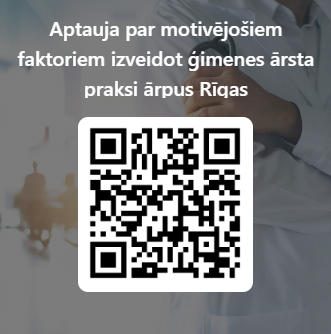 Aptauja par motivējošiem
faktoriem izveidot ģimenes ārsta
praksi ārpus Rīgas